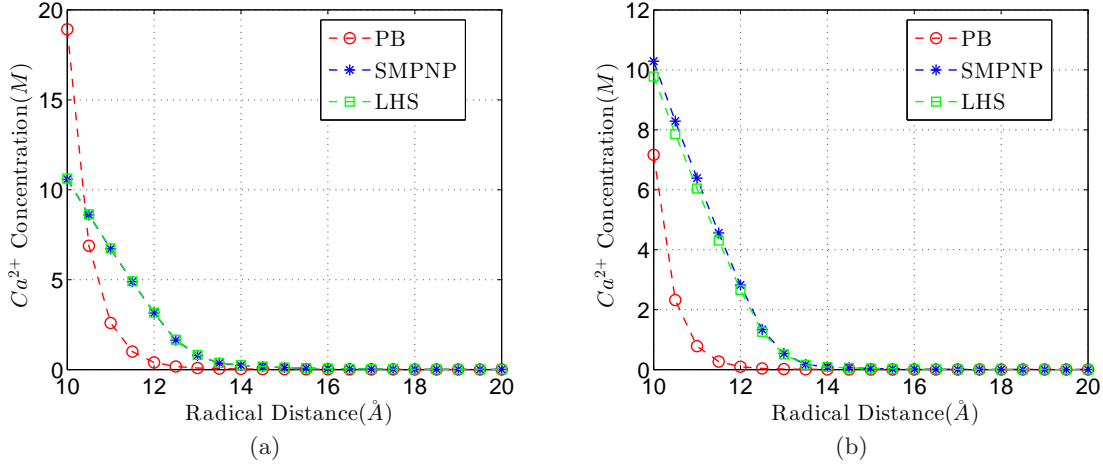 20
15
10
5
0
Ca²⁺ Concentration(M)
PB
SMPNP
LHS
10 12 14 16 18 20
Radical Distance(Å)
(a)
12
10
8
6
4
2
0
Ca²⁺ Concentration(M)
PB
SMPNP
LHS
10 12 14 16 18 20
Radical Distance(Å)
(b)